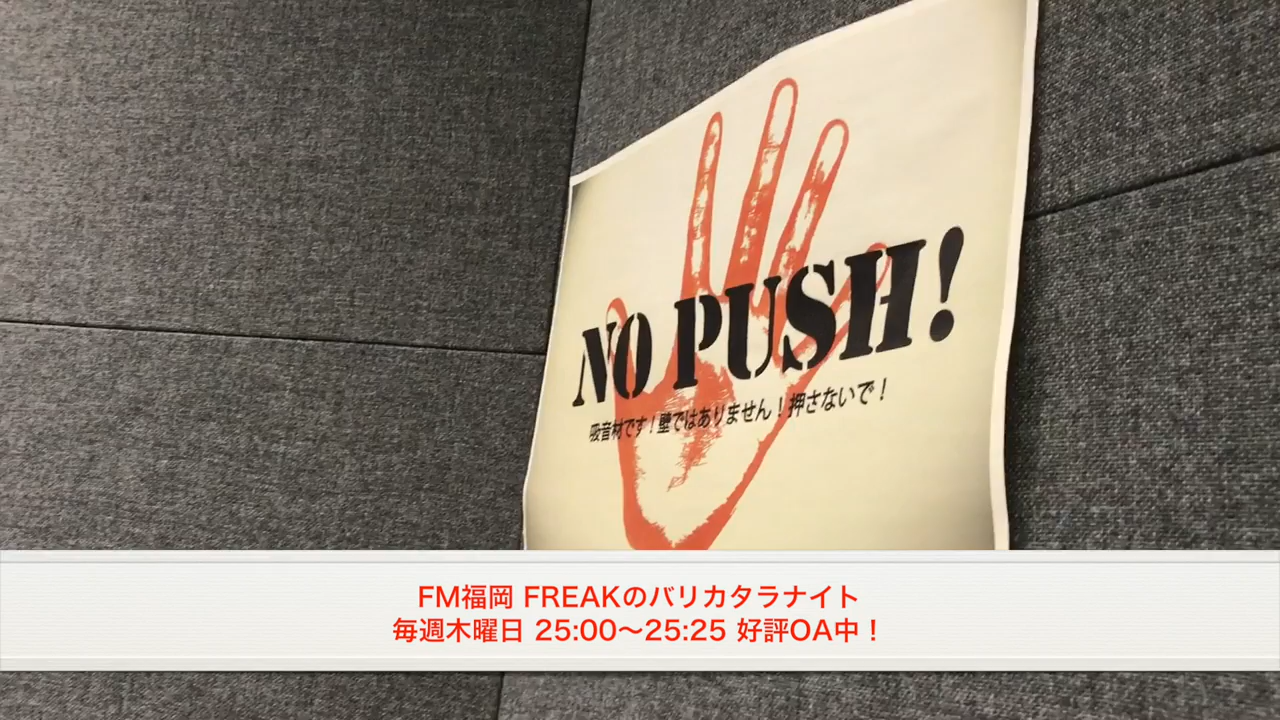 NO PUSH!
吸音材です！壁ではありません！押さないで！
FM福岡 FREAKのバリカタラナイト
毎週木曜日 25:00〜25:25 好評OA中！